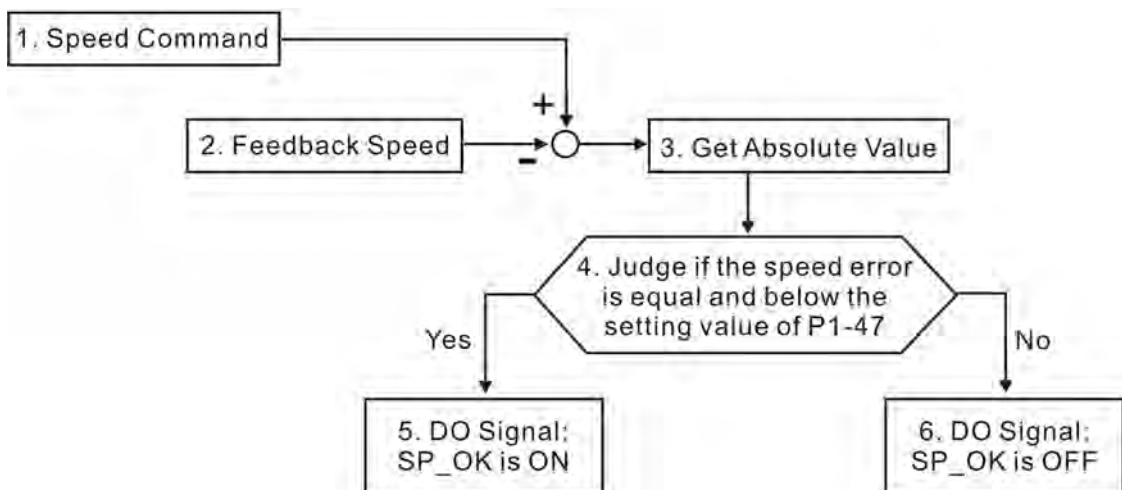 1. Speed Command
+
2. Feedback Speed
-
3. Get Absolute Value
4. Judge if the speed error
is equal and below the
setting value of P1-47
Yes
No
5. DO Signal:
SP_OK is ON
6. DO Signal:
SP_OK is OFF